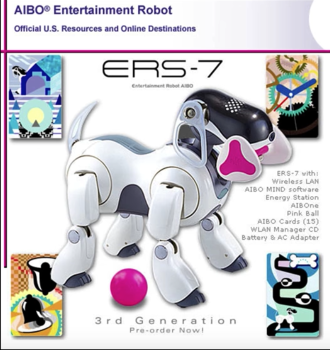 AIBO® Entertainment Robot
Official U.S. Resources and Online Destinations
ERS-7
Entertainment Robot AIBO
ERS-7 with:
Wireless LAN
AIBO MIND software
Energy Station
AIBOne
Pink Ball
AIBO Cards (15)
WLAN Manager CD
Battery & AC Adapter
3rd Generation
Pre-order Now!